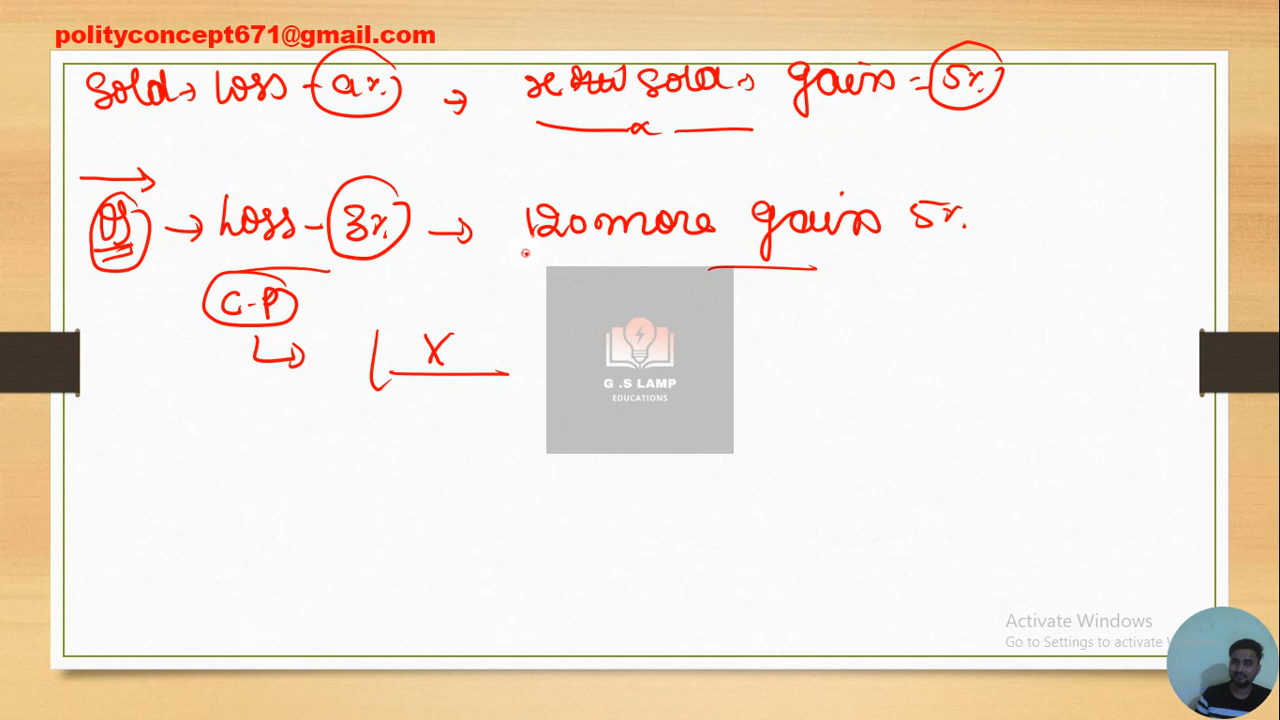 polityconcept671@gmail.com
Sold → Loss - a%. → sold → gain = 5%.
→ Loss - 3%. → 120 more gain 5%.
C-P
X
G .S LAMP
EDUCATIONS
Activate Windows
Go to Settings to activate Windows.